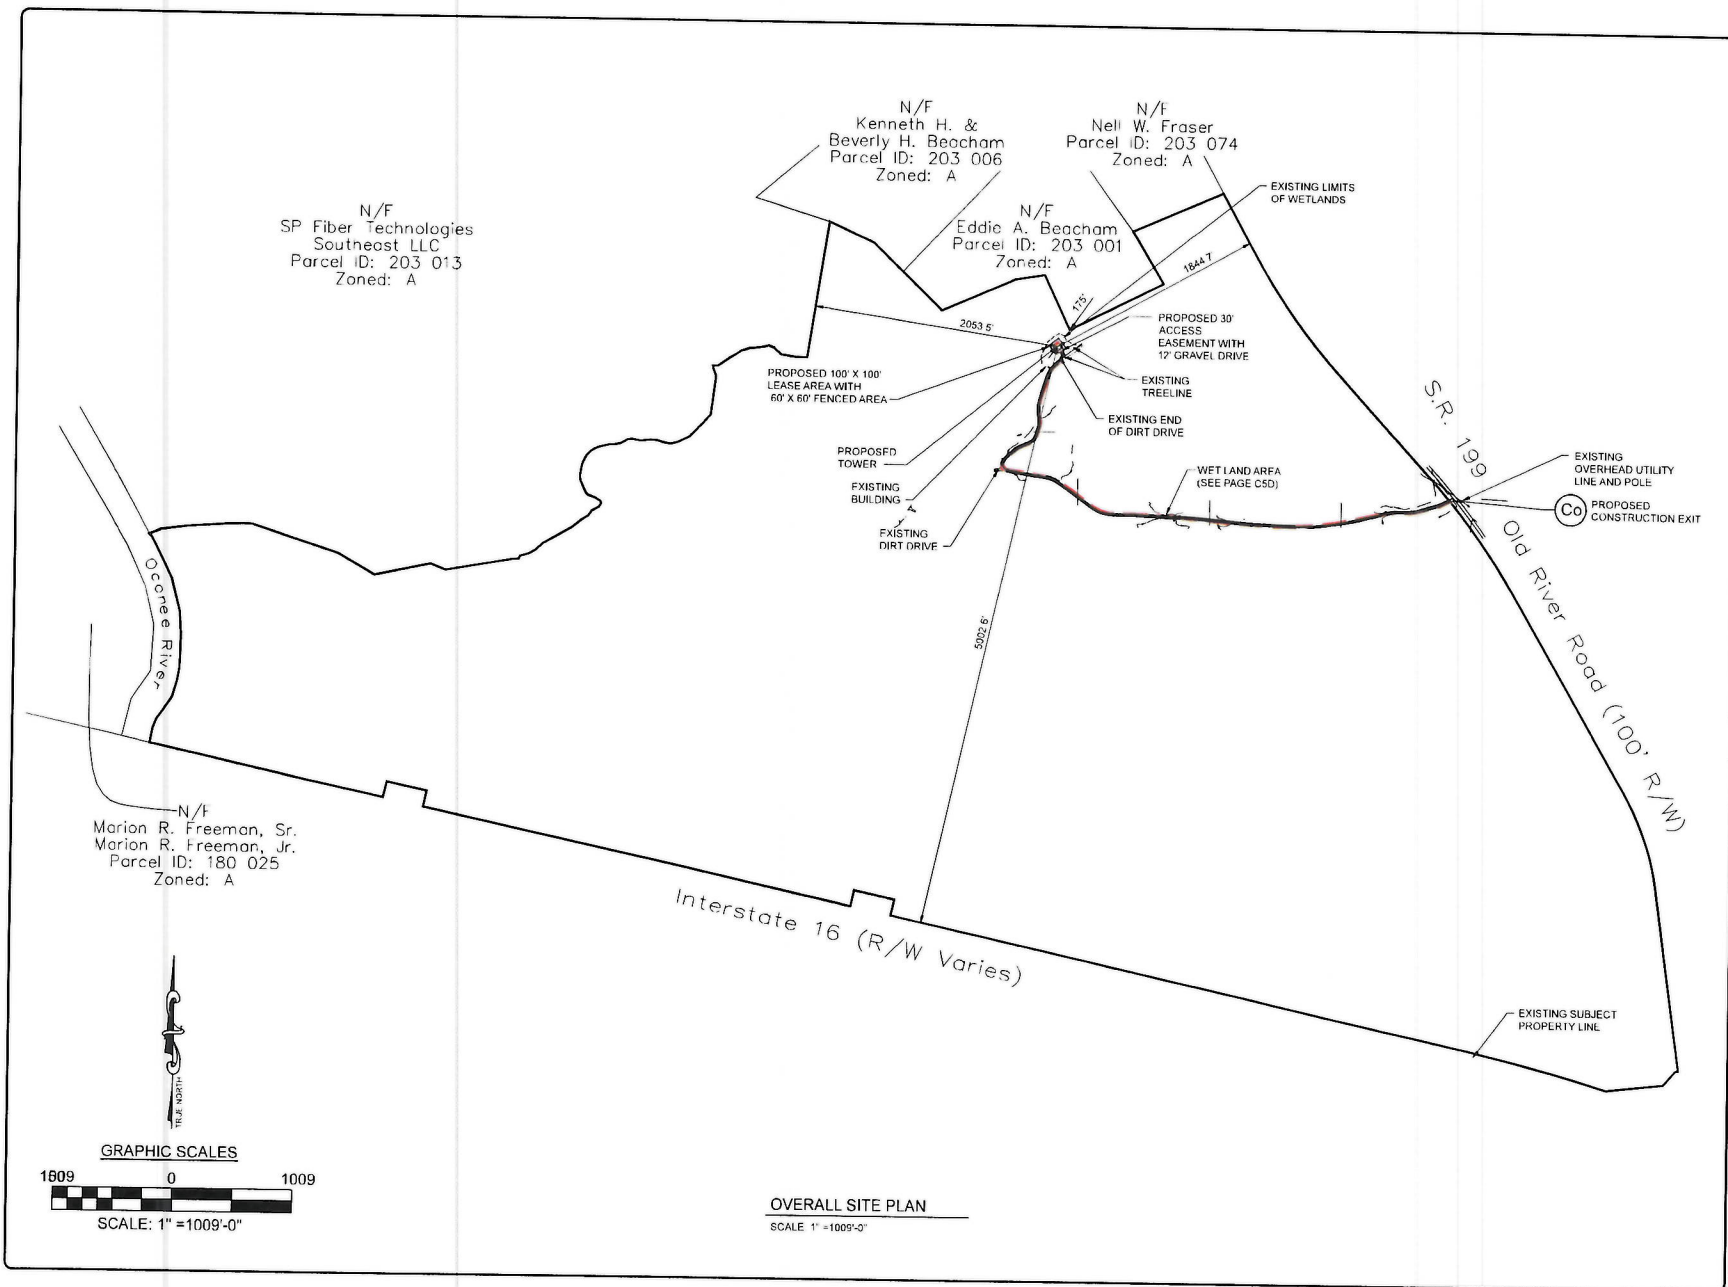 N/F
Kenneth H. &
Beverly H. Beacham
Parcel ID: 203 006
Zoned: A
N/F
Nell W. Fraser
Parcel ID: 203 074
Zoned: A
EXISTING LIMITS
OF WETLANDS
N/F
SP Fiber Technologies
Southeast LLC
Parcel ID: 203 013
Zoned: A
N/F
Eddie A. Beacham
Parcel ID: 203 001
Zoned: A
1844 7
175'
2053 5'
PROPOSED 30'
ACCESS
EASEMENT WITH
12' GRAVEL DRIVE
PROPOSED 100' X 100'
LEASE AREA WITH
60' X 60' FENCED AREA
EXISTING
TREELINE
EXISTING END
OF DIRT DRIVE
PROPOSED
TOWER
EXISTING
BUILDING
EXISTING
DIRT DRIVE
WET LAND AREA
(SEE PAGE C5D)
S.R. 199
Old River Road (100' R/W)
EXISTING
OVERHEAD UTILITY
LINE AND POLE
Co
PROPOSED
CONSTRUCTION EXIT
Oconee River
5002 6'
N/F
Marion R. Freeman, Sr.
Marion R. Freeman, Jr.
Parcel ID: 180 025
Zoned: A
Interstate 16 (R/W Varies)
EXISTING SUBJECT
PROPERTY LINE
TRUE NORTH
GRAPHIC SCALES
0 1009
SCALE: 1" =1009'-0"
OVERALL SITE PLAN
SCALE 1" =1009'-0"